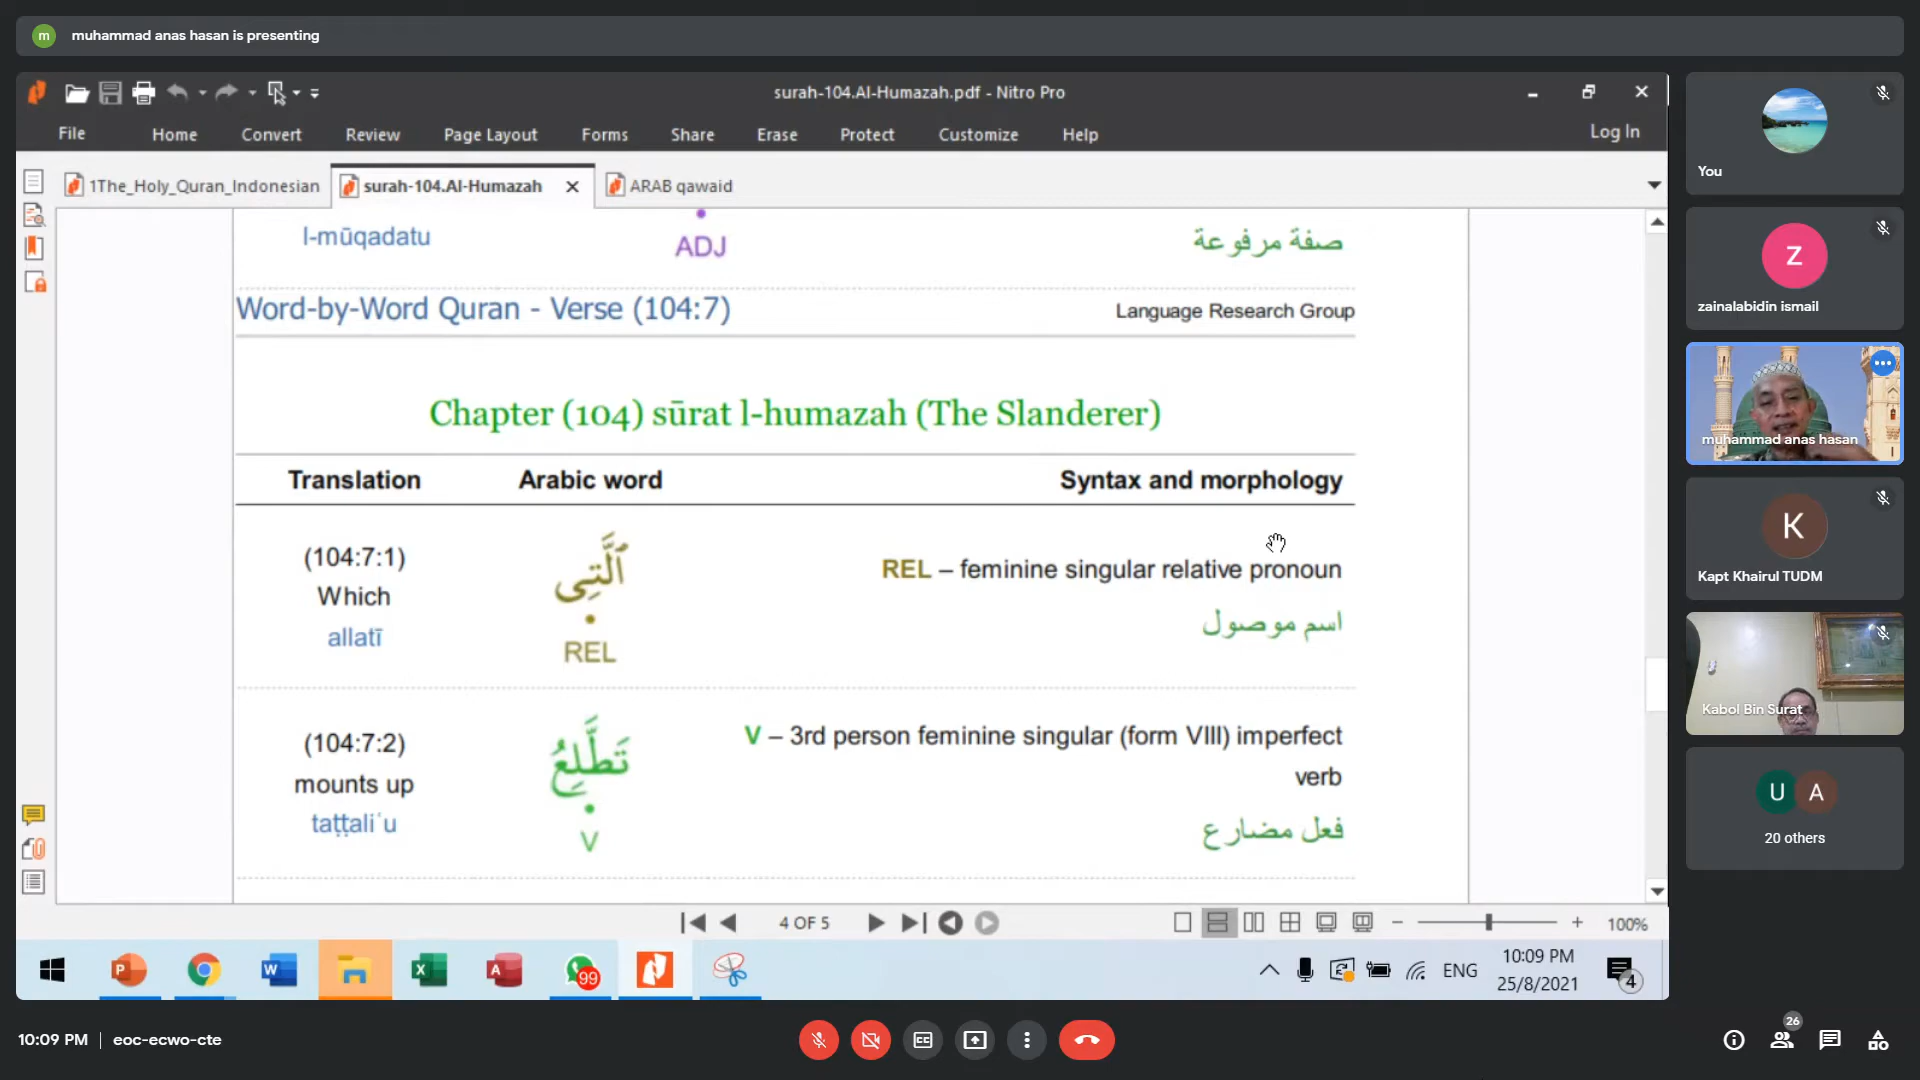 m muhammad anas hasan is presenting
surah-104.Al-Humazah.pdf - Nitro Pro
File Home Convert Review Page Layout Forms Share Erase Protect Customize Help Log In
1The_Holy_Quran_Indonesian surah-104.Al-Humazah ARAB qawaid
l-mūqadatu ADJ صفة مرفوعة
Word-by-Word Quran - Verse (104:7) Language Research Group
Chapter (104) sūrat l-humazah (The Slanderer)
Translation Arabic word Syntax and morphology
(104:7:1)
Which
allatī
ٱلَّتِى
REL
REL – feminine singular relative pronoun
اسم موصول
(104:7:2)
mounts up
taṭṭaliʿu
تَطَّلِعُ
V
V – 3rd person feminine singular (form VIII) imperfect
verb
فعل مضارع
4 OF 5
100%
P W X A 99
ENG
10:09 PM
25/8/2021
4
You
Z
zainalabidin ismail
muhammad anas hasan
K
Kapt Khairul TUDM
Kabol Bin Surat
U A
20 others
10:09 PM eoc-ecwo-cte
26